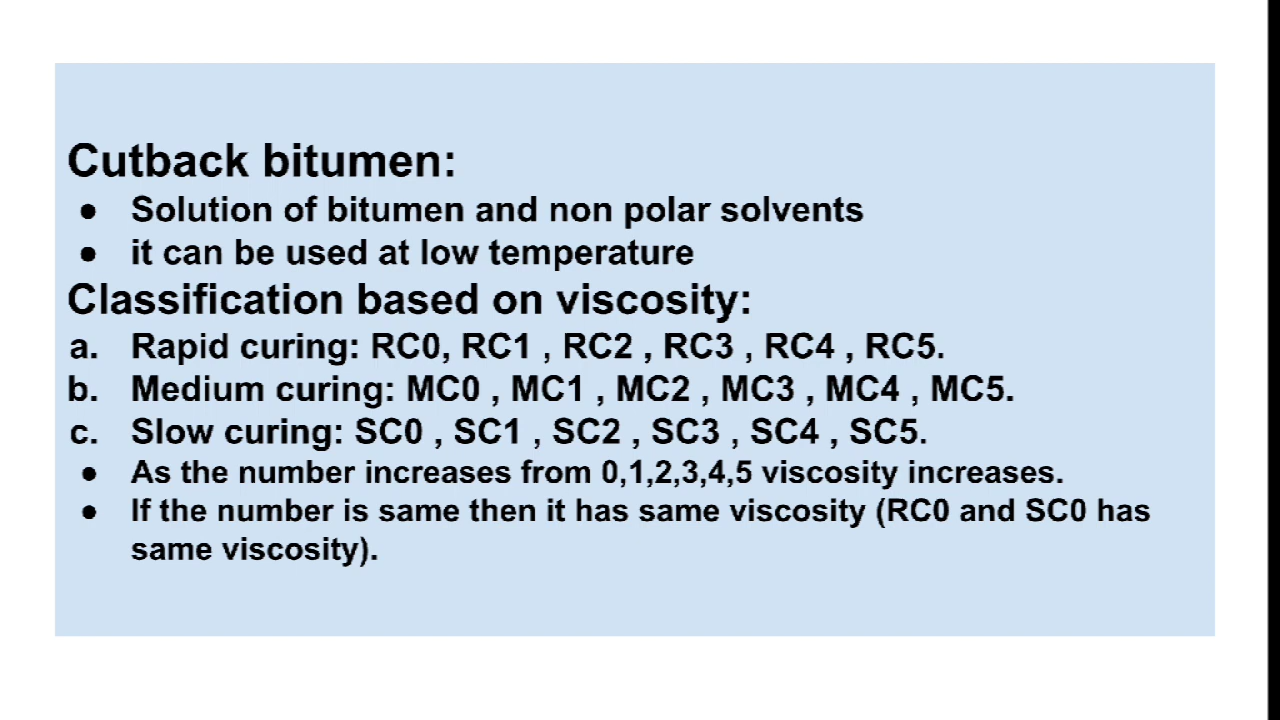 Cutback bitumen:
● Solution of bitumen and non polar solvents
● it can be used at low temperature
Classification based on viscosity:
a. Rapid curing: RC0, RC1 , RC2 , RC3 , RC4 , RC5.
b. Medium curing: MC0 , MC1 , MC2 , MC3 , MC4 , MC5.
c. Slow curing: SC0 , SC1 , SC2 , SC3 , SC4 , SC5.
● As the number increases from 0,1,2,3,4,5 viscosity increases.
● If the number is same then it has same viscosity (RC0 and SC0 has
same viscosity).